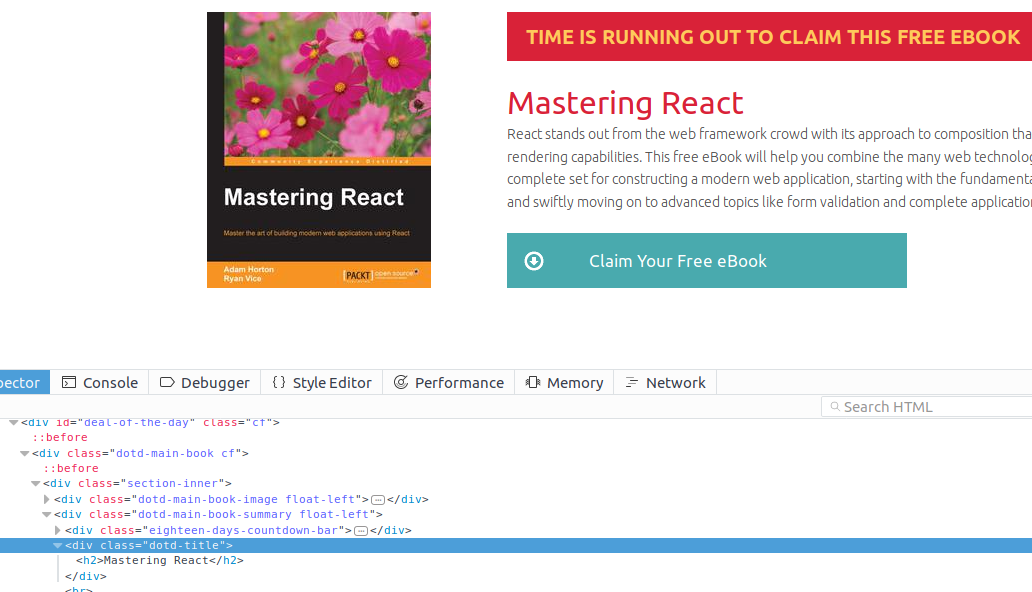 TIME IS RUNNING OUT TO CLAIM THIS FREE EBOOK
Community Experience Distilled
Mastering React
Master the art of building modern web applications using React
Adam Horton
Ryan Vice
PACKT open source
Mastering React
React stands out from the web framework crowd with its approach to composition tha
rendering capabilities. This free eBook will help you combine the many web technolog
complete set for constructing a modern web application, starting with the fundamenta
and swiftly moving on to advanced topics like form validation and complete application
Claim Your Free eBook
pector Console Debugger { } Style Editor Performance Memory Network
Search HTML
<div id="deal-of-the-day" class="cf">
::before
<div class="dotd-main-book cf">
::before
<div class="section-inner">
<div class="dotd-main-book-image float-left">…</div>
<div class="dotd-main-book-summary float-left">
<div class="eighteen-days-countdown-bar">…</div>
<div class="dotd-title">
<h2>Mastering React</h2>
</div>
<br>